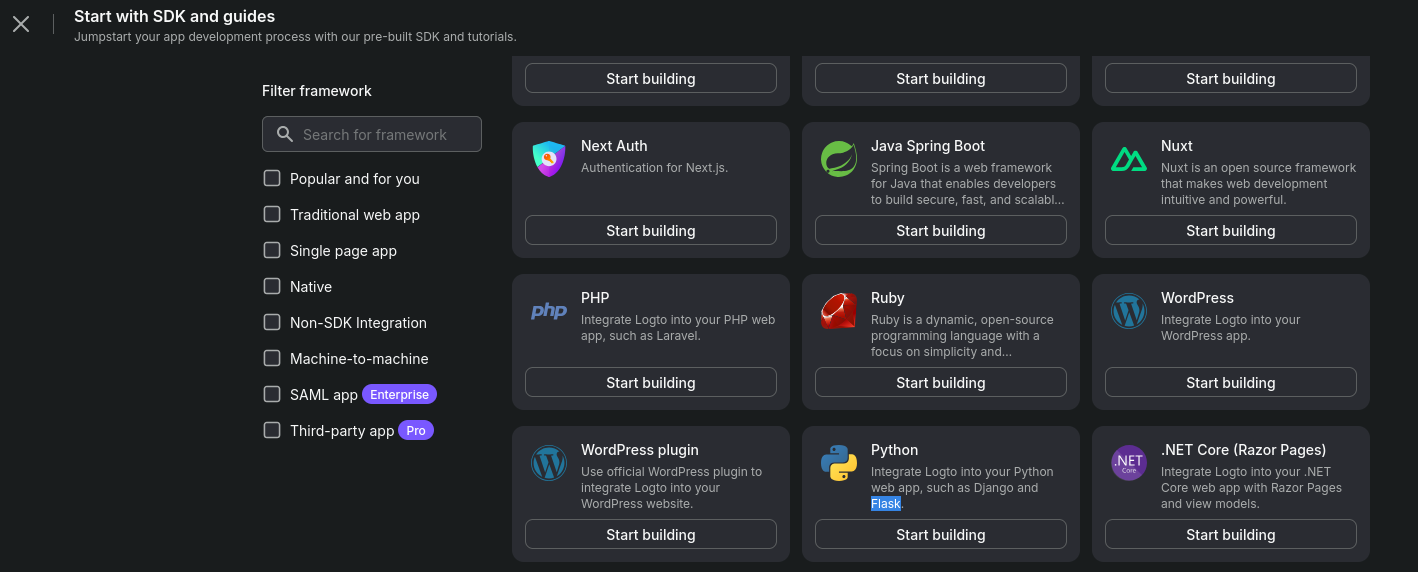 Start with SDK and guides
Jumpstart your app development process with our pre-built SDK and tutorials.
Filter framework
Search for framework
Popular and for you
Traditional web app
Single page app
Native
Non-SDK Integration
Machine-to-machine
SAML app Enterprise
Third-party app Pro
Start building
Start building
Start building
Next Auth
Authentication for Next.js.
Start building
Java Spring Boot
Spring Boot is a web framework
for Java that enables developers
to build secure, fast, and scalabl...
Start building
Nuxt
Nuxt is an open source framework
that makes web development
intuitive and powerful.
Start building
php
PHP
Integrate Logto into your PHP web
app, such as Laravel.
Start building
Ruby
Ruby is a dynamic, open-source
programming language with a
focus on simplicity and...
Start building
WordPress
Integrate Logto into your
WordPress app.
Start building
WordPress plugin
Use official WordPress plugin to
integrate Logto into your
WordPress website.
Start building
Python
Integrate Logto into your Python
web app, such as Django and
Flask.
Start building
.NET
Core
.NET Core (Razor Pages)
Integrate Logto into your .NET
Core web app with Razor Pages
and view models.
Start building